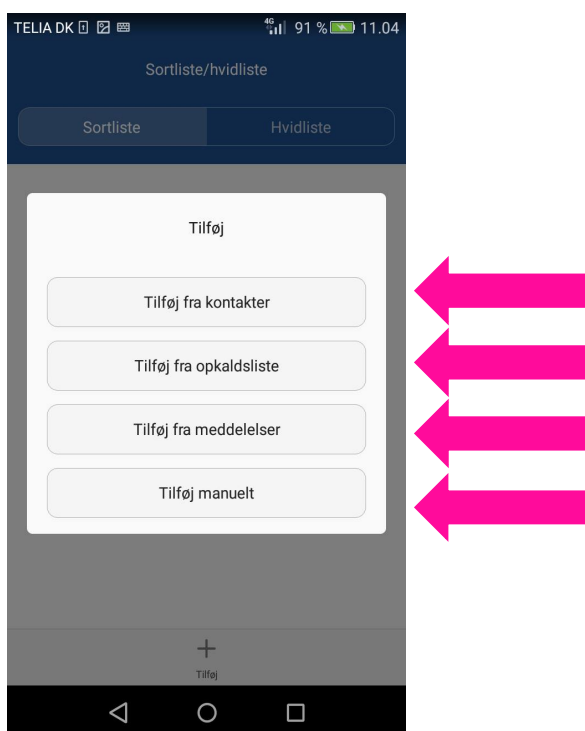 TELIA DK 4G 91 % 11.04
Sortliste/hvidliste
Sortliste Hvidliste
Tilføj
Tilføj fra kontakter
Tilføj fra opkaldsliste
Tilføj fra meddelelser
Tilføj manuelt
Tilføj